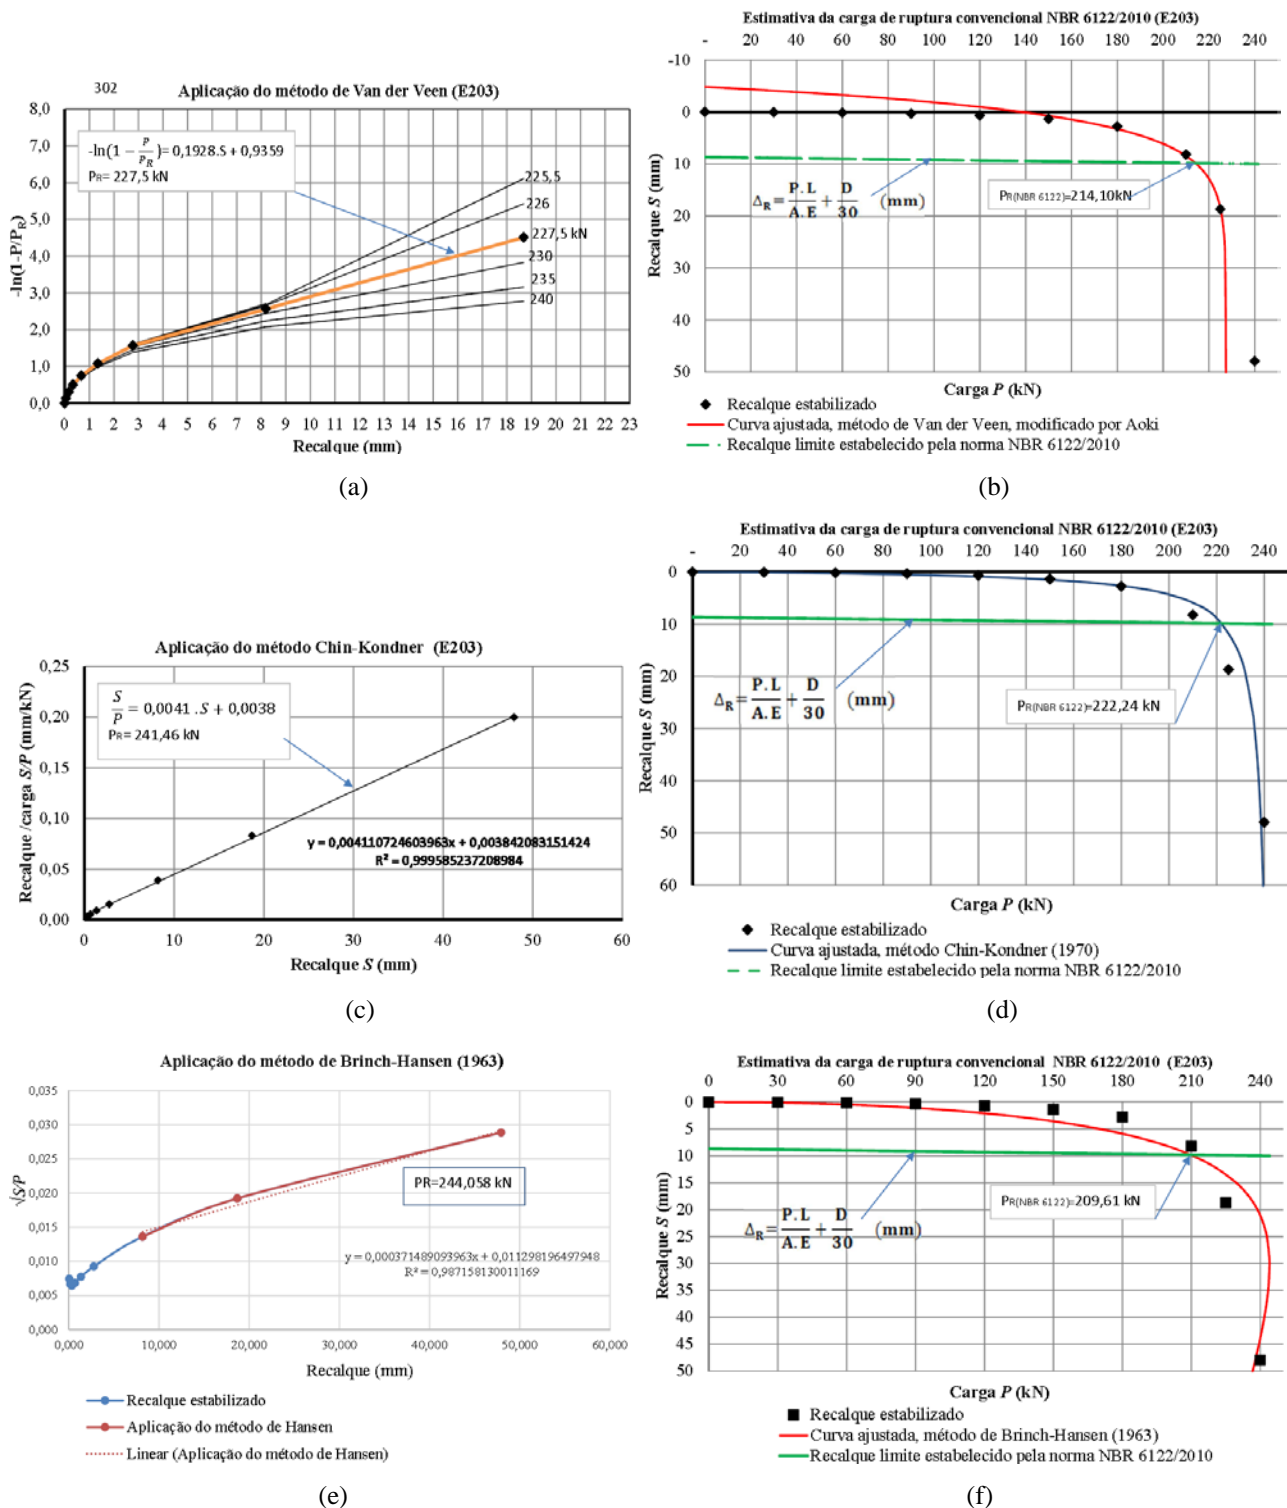 302
Aplicação do método de Van der Veen (E203)
8,0
7,0
6,0
5,0
4,0
3,0
2,0
1,0
0,0
-ln(1-P/P_R)
-ln(1 − P/P_R)= 0,1928.S + 0,9359
PR= 227,5 kN
225,5
226
227,5 kN
230
235
240
0 1 2 3 4 5 6 7 8 9 10 11 12 13 14 15 16 17 18 19 20 21 22 23
Recalque (mm)
(a)
Estimativa da carga de ruptura convencional NBR 6122/2010 (E203)
- 20 40 60 80 100 120 140 160 180 200 220 240
-10
0
10
20
30
40
50
Recalque S (mm)
Δ_R = P.L/A.E + D/30 (mm)
PR(NBR 6122)=214,10kN
Carga P (kN)
Recalque estabilizado
Curva ajustada, método de Van der Veen, modificado por Aoki
Recalque limite estabelecido pela norma NBR 6122/2010
(b)
Aplicação do método Chin-Kondner (E203)
0,25
0,20
0,15
0,10
0,05
0,00
Recalque /carga S/P (mm/kN)
S/P = 0,0041 .S + 0,0038
PR= 241,46 kN
y = 0,004110724603963x + 0,003842083151424
R² = 0,999585237208984
0 10 20 30 40 50 60
Recalque S (mm)
(c)
Estimativa da carga de ruptura convencional NBR 6122/2010 (E203)
- 20 40 60 80 100 120 140 160 180 200 220 240
0
10
20
30
40
50
60
Recalque S (mm)
Δ_R = P.L/A.E + D/30 (mm)
PR(NBR 6122)=222,24 kN
Carga P (kN)
Recalque estabilizado
Curva ajustada, método Chin-Kondner (1970)
Recalque limite estabelecido pela norma NBR 6122/2010
(d)
Aplicação do método de Brinch-Hansen (1963)
0,035
0,030
0,025
0,020
0,015
0,010
0,005
0,000
√S/P
PR=244,058 kN
y = 0,000371489093963x + 0,011298196497948
R² = 0,987158130011169
0,000 10,000 20,000 30,000 40,000 50,000 60,000
Recalque (mm)
Recalque estabilizado
Aplicação do método de Hansen
Linear (Aplicação do método de Hansen)
(e)
Estimativa da carga de ruptura convencional NBR 6122/2010 (E203)
0 30 60 90 120 150 180 210 240
0
5
10
15
20
25
30
35
40
45
50
Recalque S (mm)
Δ_R = P.L/A.E + D/30 (mm)
PR(NBR 6122)=209,61 kN
Carga P (kN)
Recalque estabilizado
Curva ajustada, método de Brinch-Hansen (1963)
Recalque limite estabelecido pela norma NBR 6122/2010
(f)